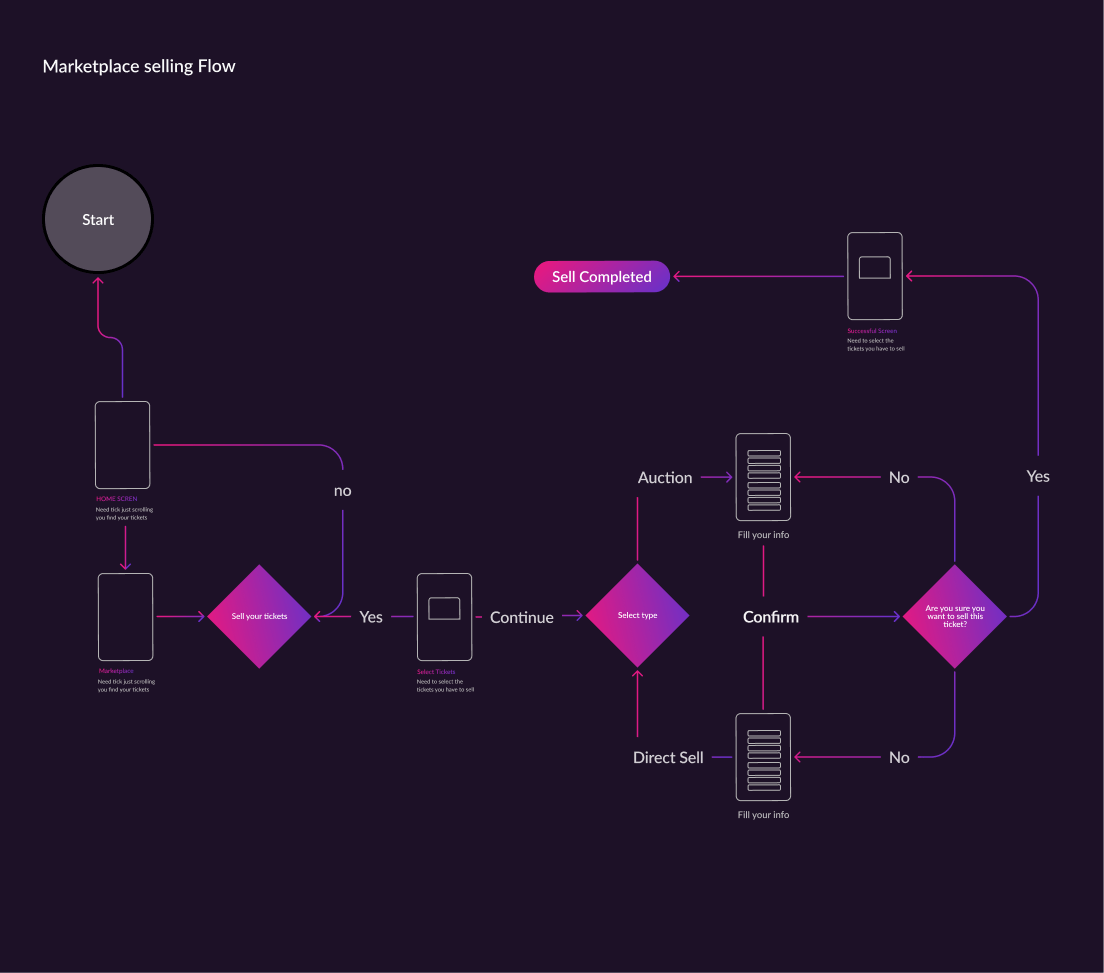 Marketplace selling Flow
Start
HOME SCREN
Need tick just scrolling
you find your tickets
Marketplace
Need tick just scrolling
you find your tickets
Sell your tickets
no
Yes
Select Tickets
Need to select the
tickets you have to sell
Continue
Select type
Auction
Fill your info
Confirm
Direct Sell
Fill your info
No
Are you sure you
want to sell this
ticket?
No
Yes
Successful Screen
Need to select the
tickets you have to sell
Sell Completed